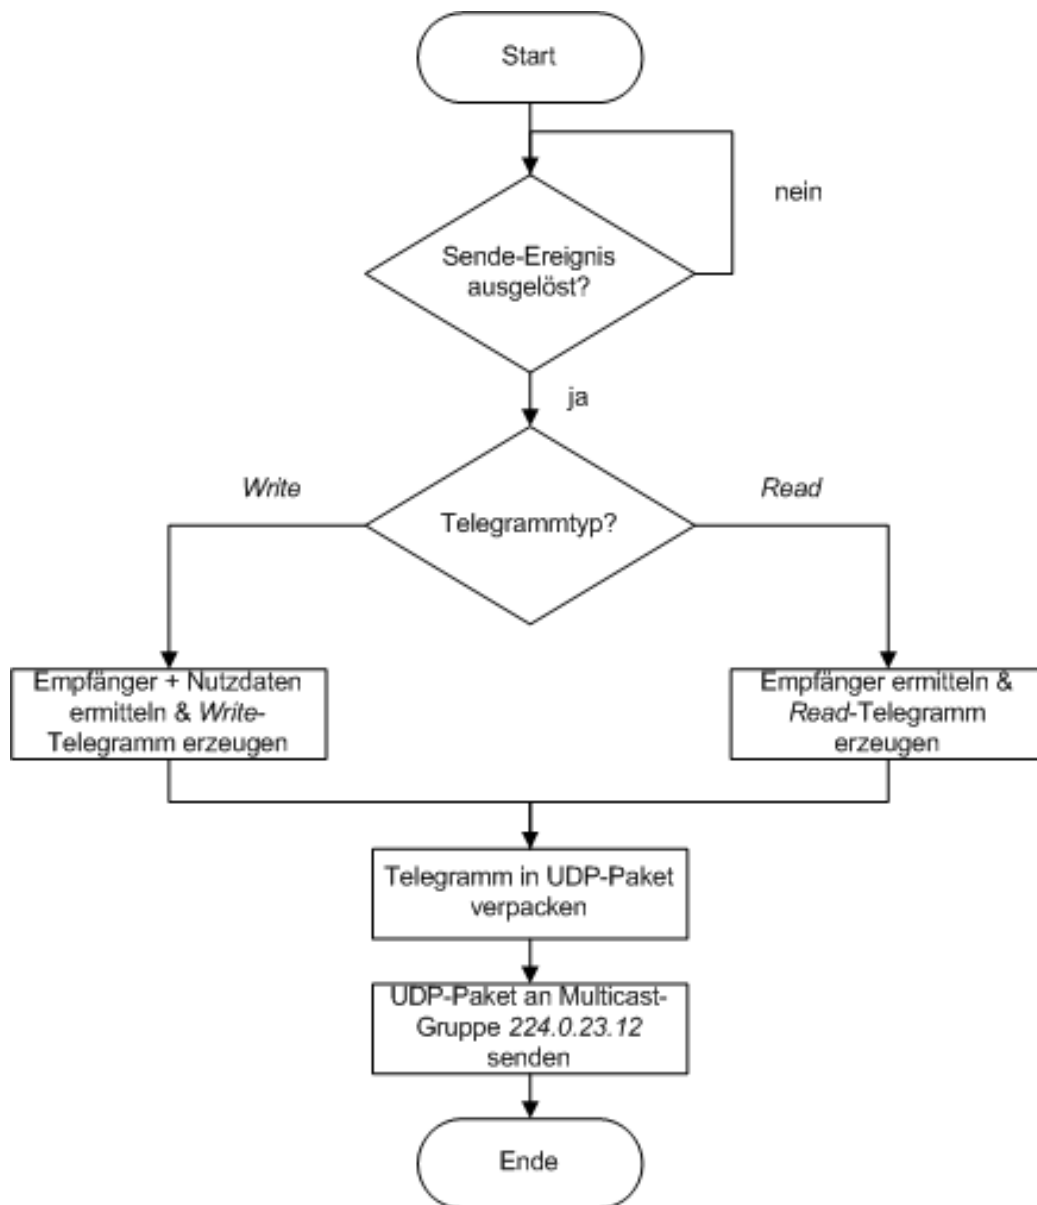 Start
nein
Sende-Ereignis
ausgelöst?
ja
Write
Read
Telegrammtyp?
Empfänger + Nutzdaten
ermitteln & Write-
Telegramm erzeugen
Empfänger ermitteln &
Read-Telegramm
erzeugen
Telegramm in UDP-Paket
verpacken
UDP-Paket an Multicast-
Gruppe 224.0.23.12
senden
Ende